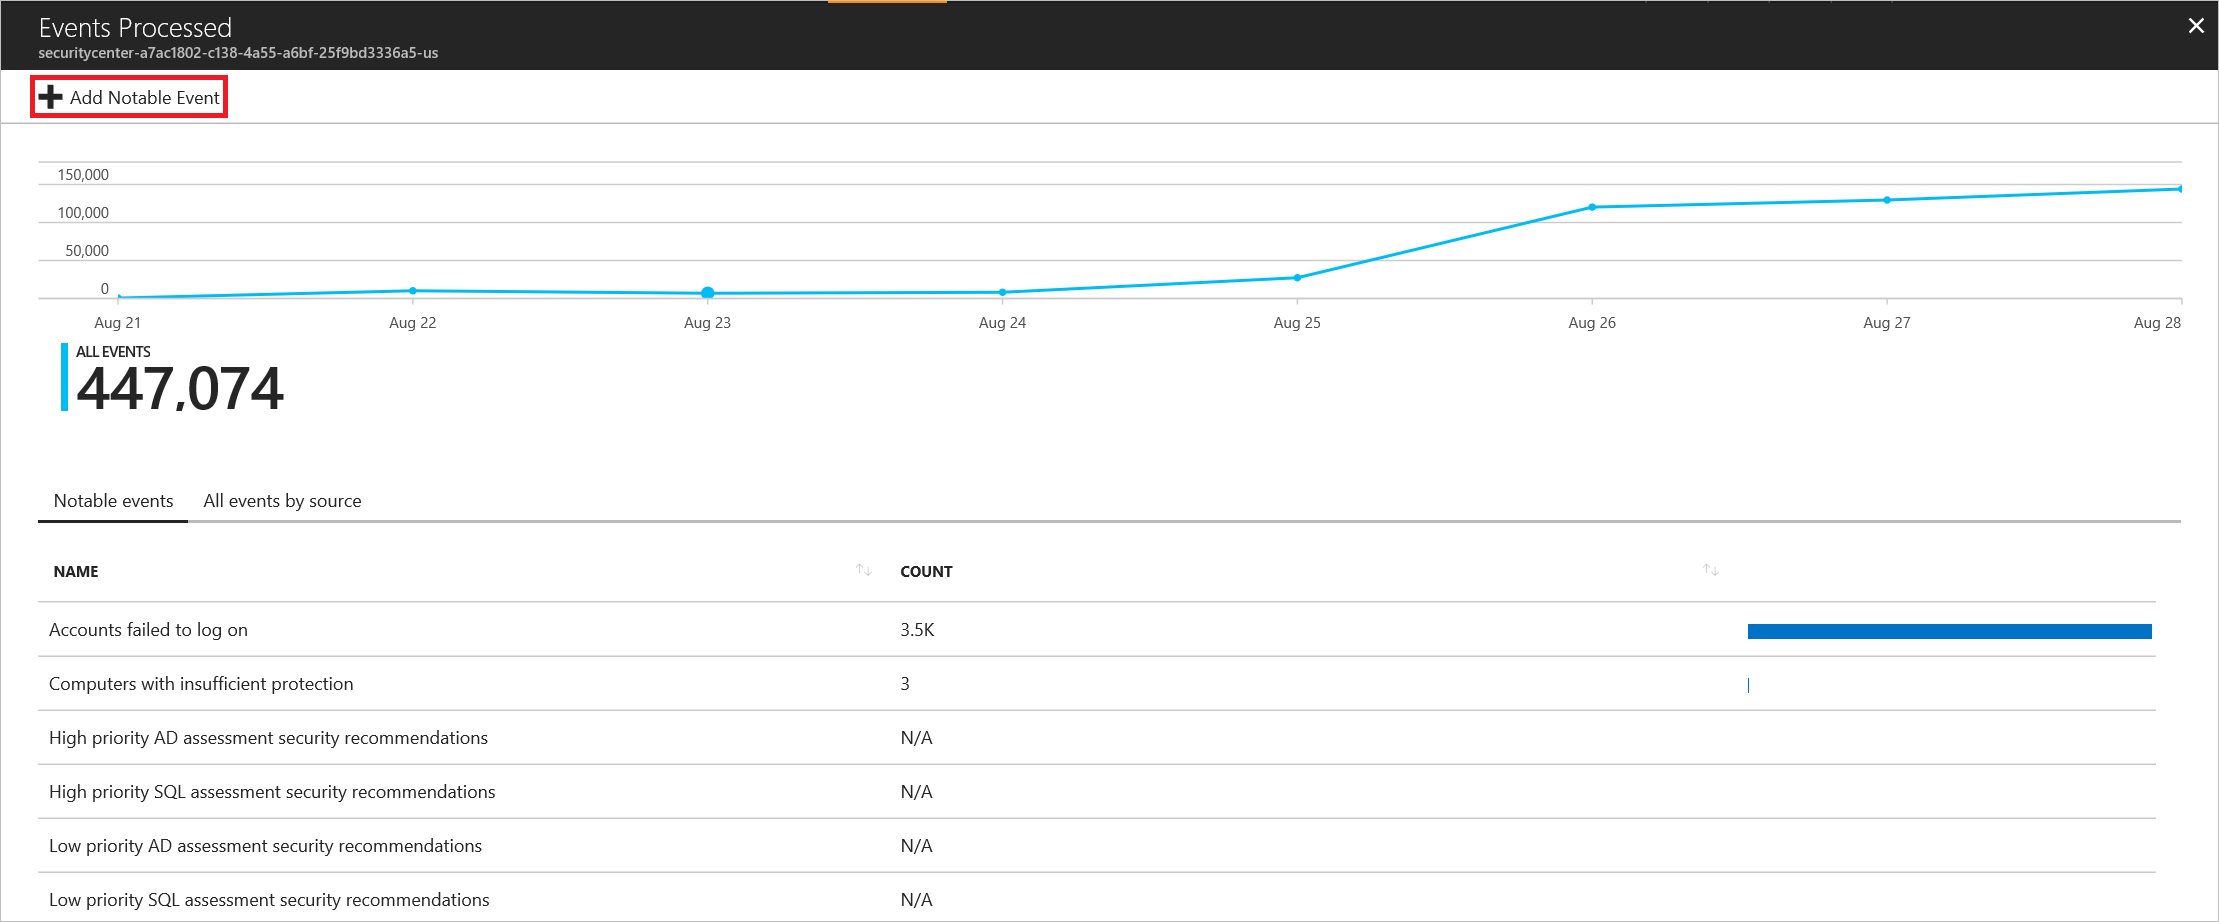 Events Processed
securitycenter-a7ac1802-c138-4a55-a6bf-25f9bd3336a5-us
Add Notable Event
150,000
100,000
50,000
0
Aug 21 Aug 22 Aug 23 Aug 24 Aug 25 Aug 26 Aug 27 Aug 28
ALL EVENTS
447,074
Notable events All events by source
NAME COUNT
Accounts failed to log on 3.5K
Computers with insufficient protection 3
High priority AD assessment security recommendations N/A
High priority SQL assessment security recommendations N/A
Low priority AD assessment security recommendations N/A
Low priority SQL assessment security recommendations N/A